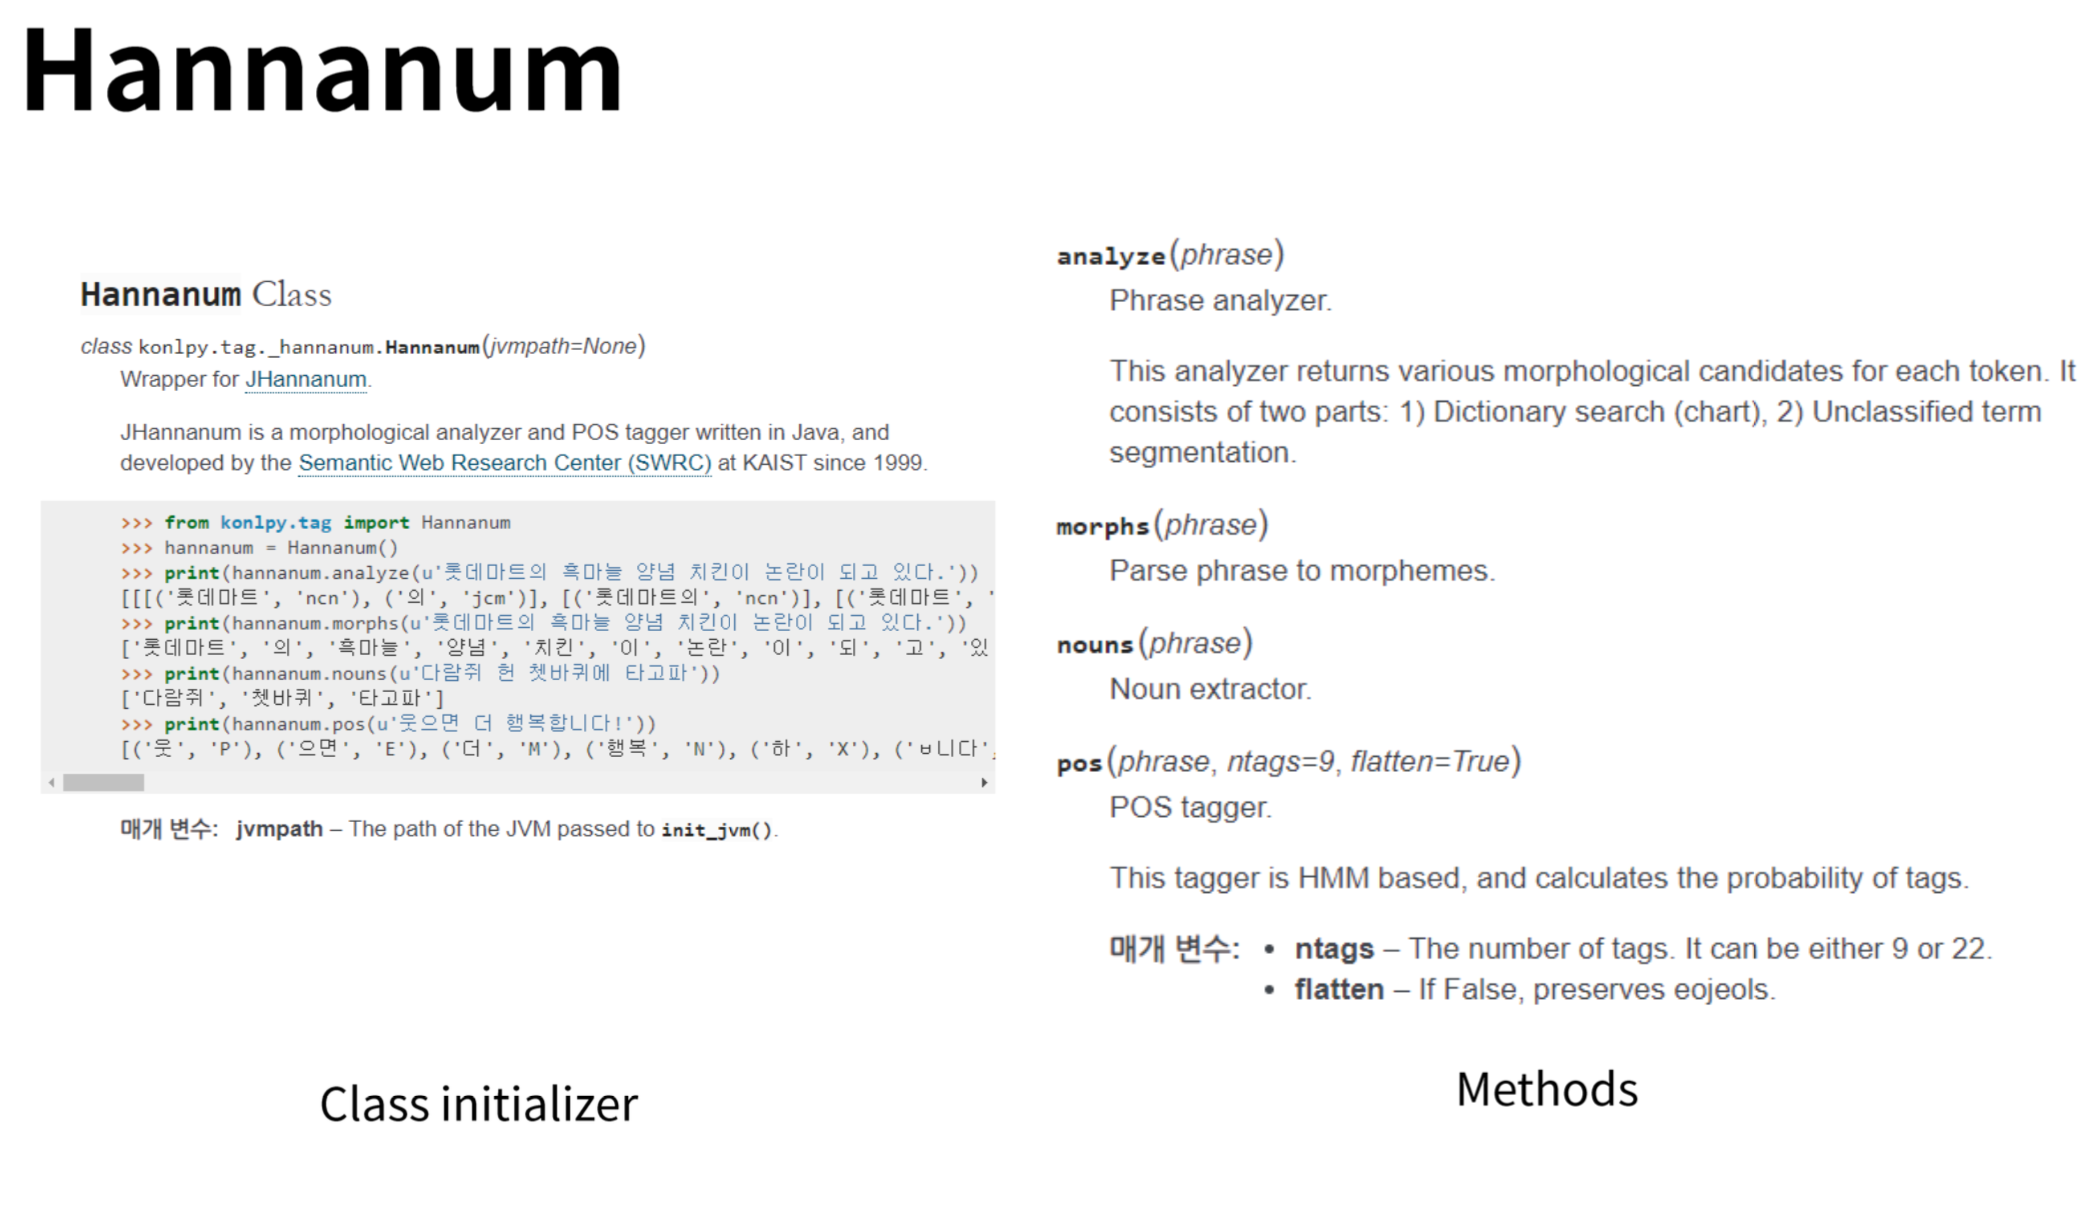 Hannanum
Hannanum Class
class konlpy.tag._hannanum.Hannanum(jvmpath=None)
Wrapper for JHannanum.
JHannanum is a morphological analyzer and POS tagger written in Java, and
developed by the Semantic Web Research Center (SWRC) at KAIST since 1999.
>>> from konlpy.tag import Hannanum
>>> hannanum = Hannanum()
>>> print(hannanum.analyze(u'롯데마트의 흑마늘 양념 치킨이 논란이 되고 있다.'))
[[[('롯데마트', 'ncn'), ('의', 'jcm')], [('롯데마트의', 'ncn')], [('롯데마트', '
>>> print(hannanum.morphs(u'롯데마트의 흑마늘 양념 치킨이 논란이 되고 있다.'))
['롯데마트', '의', '흑마늘', '양념', '치킨', '이', '논란', '이', '되', '고', '있
>>> print(hannanum.nouns(u'다람쥐 헌 쳇바퀴에 타고파'))
['다람쥐', '쳇바퀴', '타고파']
>>> print(hannanum.pos(u'웃으면 더 행복합니다!'))
[('웃', 'P'), ('으면', 'E'), ('더', 'M'), ('행복', 'N'), ('하', 'X'), ('ㅂ니다',
매개 변수: jvmpath – The path of the JVM passed to init_jvm().
Class initializer
analyze(phrase)
Phrase analyzer.
This analyzer returns various morphological candidates for each token. It
consists of two parts: 1) Dictionary search (chart), 2) Unclassified term
segmentation.
morphs(phrase)
Parse phrase to morphemes.
nouns(phrase)
Noun extractor.
pos(phrase, ntags=9, flatten=True)
POS tagger.
This tagger is HMM based, and calculates the probability of tags.
매개 변수: • ntags – The number of tags. It can be either 9 or 22.
• flatten – If False, preserves eojeols.
Methods